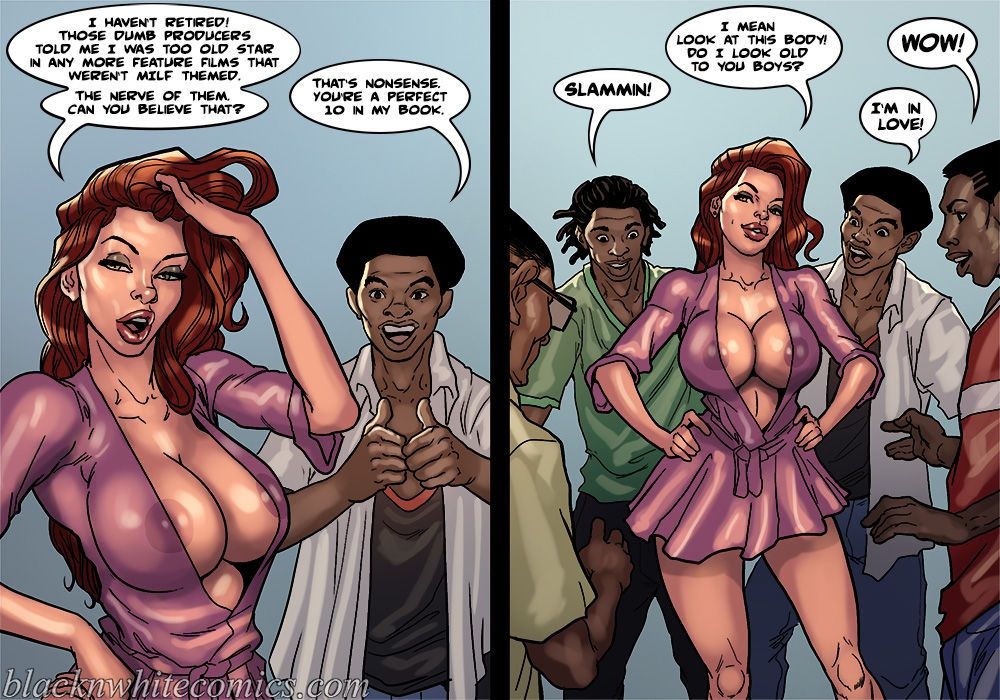 I HAVEN'T RETIRED!
THOSE DUMB PRODUCERS
TOLD ME I WAS TOO OLD STAR
IN ANY MORE FEATURE FILMS THAT
WEREN'T MILF THEMED.
THE NERVE OF THEM.
CAN YOU BELIEVE THAT?
THAT'S NONSENSE.
YOU'RE A PERFECT
10 IN MY BOOK.
SLAMMIN!
I MEAN
LOOK AT THIS BODY!
DO I LOOK OLD
TO YOU BOYS?
I'M IN
LOVE!
WOW!
blacknwhitecomics.com